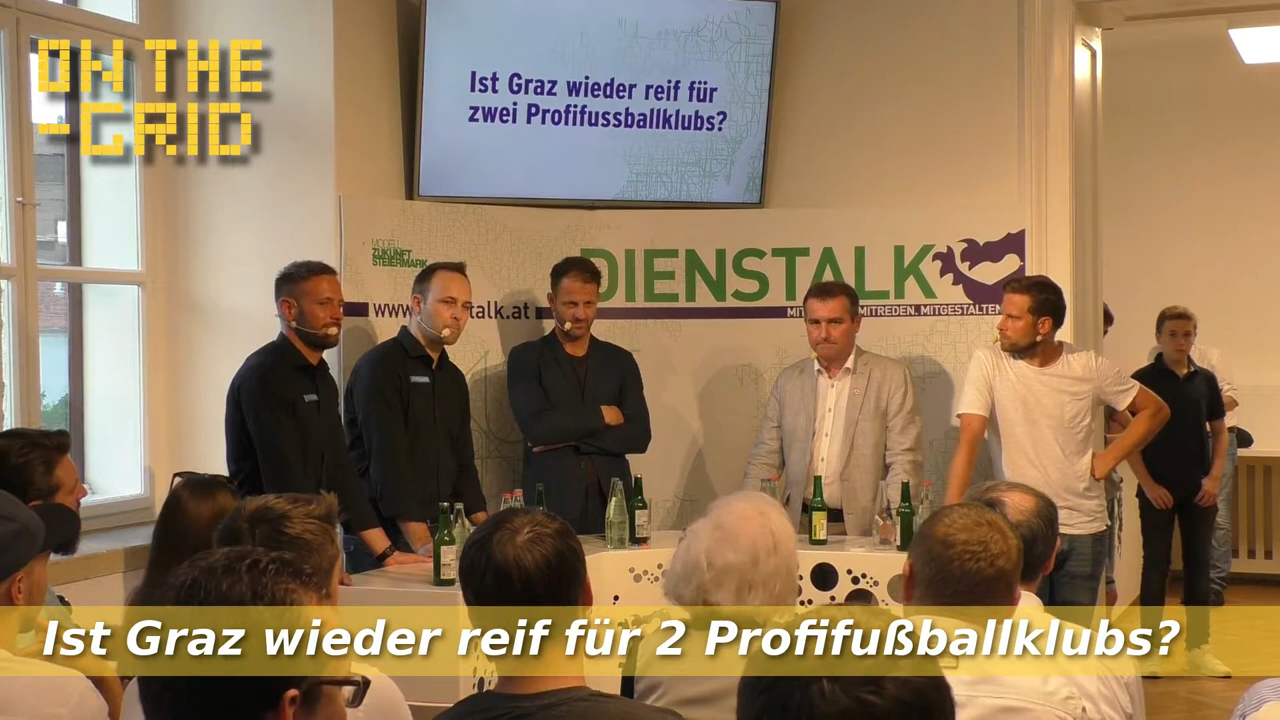 ON THE
-GRID
Ist Graz wieder reif für
zwei Profifussballklubs?
MODELL
ZUKUNFT
STEIERMARK
DIENSTALK
www. talk.at
MIT MITREDEN. MITGESTALTEN
Ist Graz wieder reif für 2 Profifußballklubs?